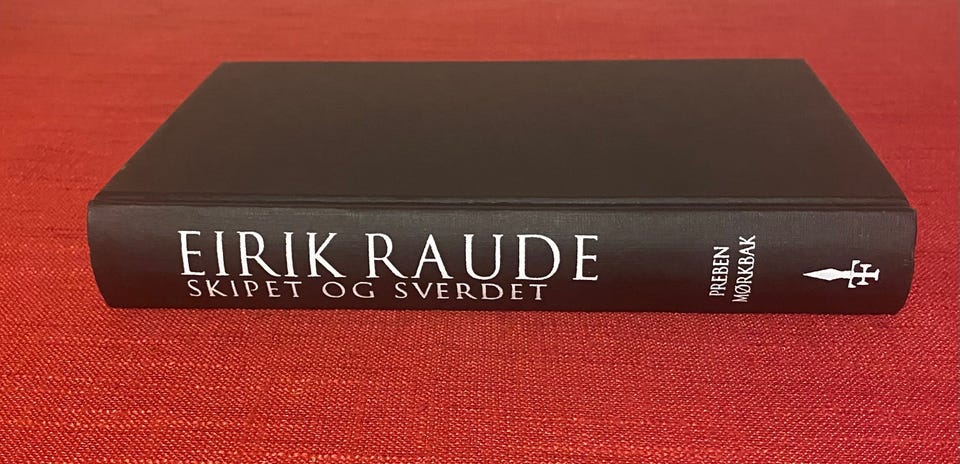 EIRIK RAUDE
SKIPET OG SVERDET
PREBEN
MØRKBAK